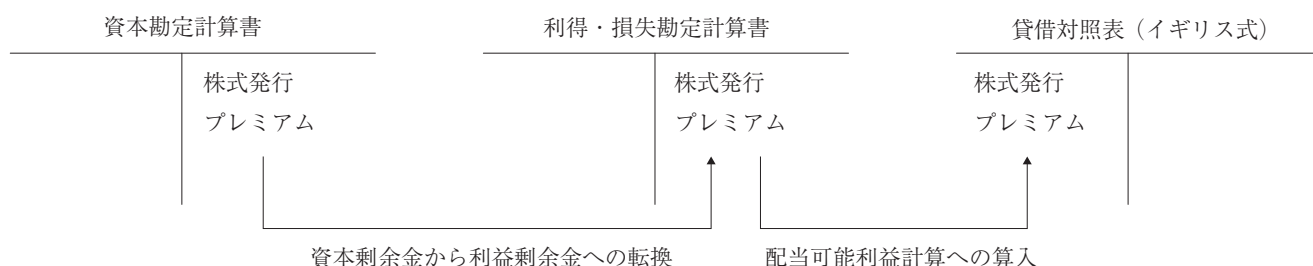 資本勘定計算書
利得・損失勘定計算書
貸借対照表（イギリス式）
株式発行
プレミアム
株式発行
プレミアム
株式発行
プレミアム
資本剰余金から利益剰余金への転換
配当可能利益計算への算入